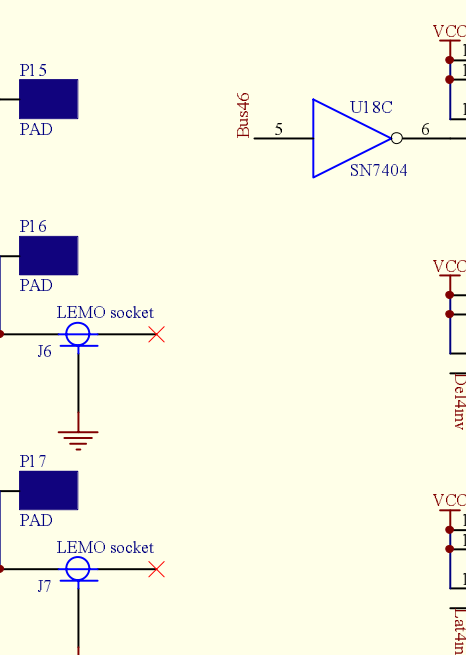 VCC
P15
PAD
Bus46
5
U18C
6
SN7404
P16
PAD
VCC
LEMO socket
J6
Del4inv
P17
PAD
VCC
LEMO socket
J7
Lat4in